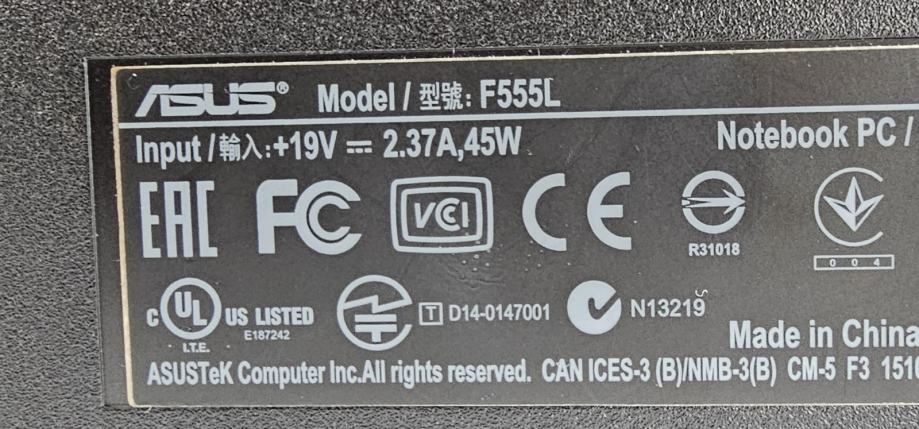 ASUS® Model / 型號: F555L
Input / 輸入:+19V ⎓ 2.37A,45W Notebook PC /
EAC FC VCI CE R31018 004
c UL US LISTED E187242 I.T.E. T D14-0147001 N13219
Made in China
ASUSTeK Computer Inc.All rights reserved. CAN ICES-3 (B)/NMB-3(B) CM-5 F3 1510